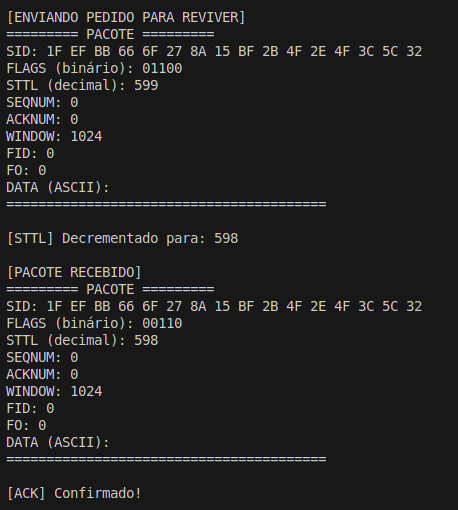 [ENVIANDO PEDIDO PARA REVIVER]
========= PACOTE =========
SID: 1F EF BB 66 6F 27 8A 15 BF 2B 4F 2E 4F 3C 5C 32
FLAGS (binário): 01100
STTL (decimal): 599
SEQNUM: 0
ACKNUM: 0
WINDOW: 1024
FID: 0
FO: 0
DATA (ASCII):
========================================
[STTL] Decrementado para: 598
[PACOTE RECEBIDO]
========= PACOTE =========
SID: 1F EF BB 66 6F 27 8A 15 BF 2B 4F 2E 4F 3C 5C 32
FLAGS (binário): 00110
STTL (decimal): 598
SEQNUM: 0
ACKNUM: 0
WINDOW: 1024
FID: 0
FO: 0
DATA (ASCII):
========================================
[ACK] Confirmado!